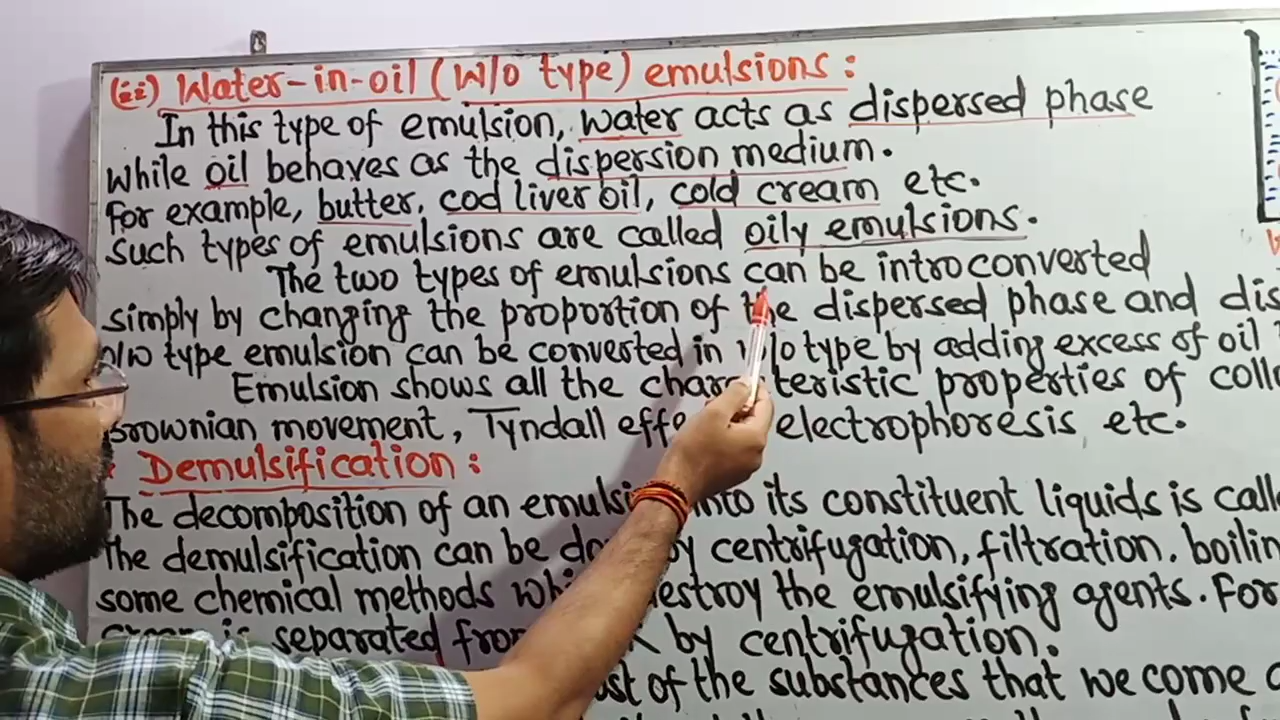 (ii) Water-in-oil (W/o type) emulsions:
In this type of emulsion, water acts as dispersed phase
while oil behaves as the dispersion medium.
for example, butter, cod liver oil, cold cream etc.
Such types of emulsions are called oily emulsions.
The two types of emulsions can be introconverted
simply by changing the proportion of the dispersed phase and dis
o/w type emulsion can be converted in w/o type by adding excess of oil
Emulsion shows all the characteristic properties of coll
Brownian movement, Tyndall effe electrophoresis etc.
Demulsification:
The decomposition of an emulsi into its constituent liquids is call
The demulsification can be do by centrifugation, filtration, boilin
some chemical methods whi destroy the emulsifying agents. For
cream is separated from by centrifugation.
of the substances that we come